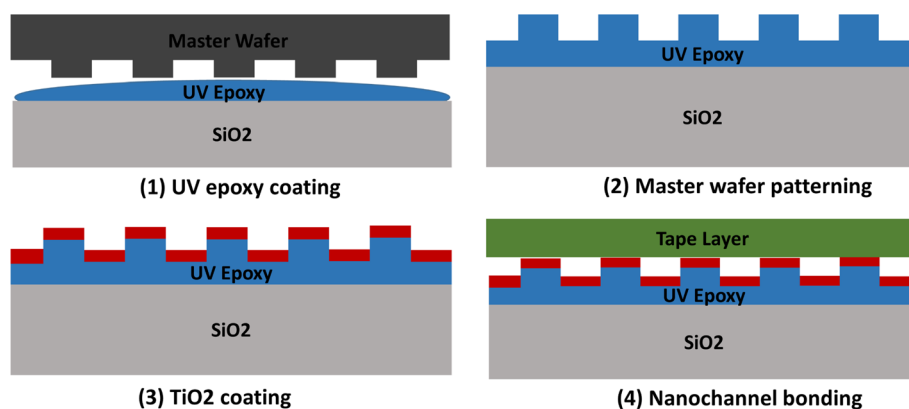 Master Wafer
UV Epoxy
SiO2
(1) UV epoxy coating
UV Epoxy
SiO2
(2) Master wafer patterning
UV Epoxy
SiO2
(3) TiO2 coating
Tape Layer
UV Epoxy
SiO2
(4) Nanochannel bonding